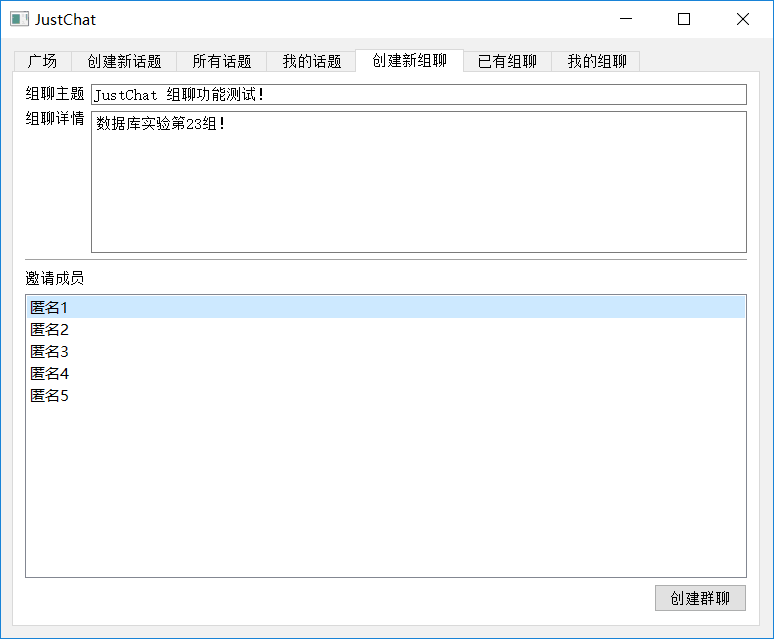 JustChat
广场 创建新话题 所有话题 我的话题 创建新组聊 已有组聊 我的组聊
组聊主题 JustChat 组聊功能测试!
组聊详情 数据库实验第23组!
邀请成员
匿名1
匿名2
匿名3
匿名4
匿名5
创建群聊